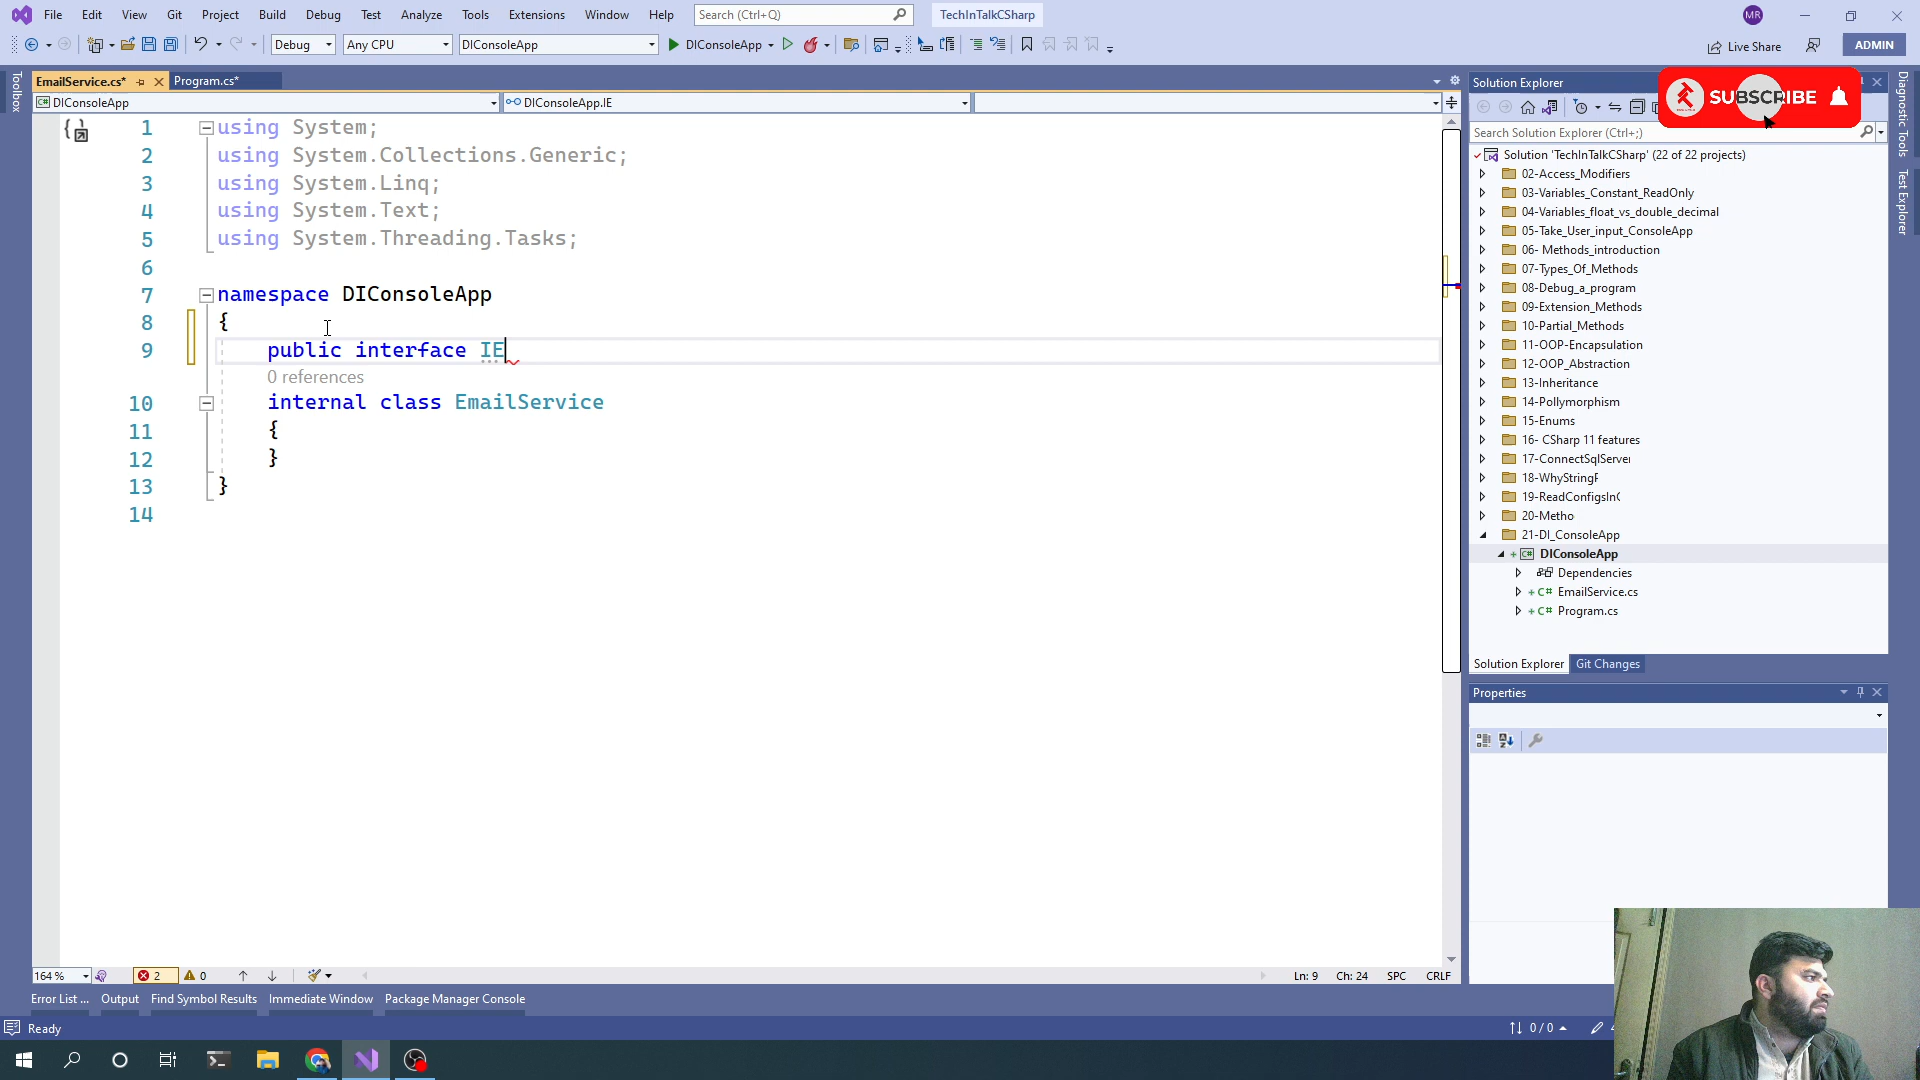 File Edit View Git Project Build Debug Test Analyze Tools Extensions Window Help Search (Ctrl+Q) TechInTalkCSharp MR
Debug Any CPU DIConsoleApp DIConsoleApp Live Share ADMIN
Toolbox
EmailService.cs* Program.cs*
DIConsoleApp DIConsoleApp.IE
1 using System;
2 using System.Collections.Generic;
3 using System.Linq;
4 using System.Text;
5 using System.Threading.Tasks;
6
7 namespace DIConsoleApp
8 {
9 public interface IE
0 references
10 internal class EmailService
11 {
12 }
13 }
14
164 % 2 0 Ln: 9 Ch: 24 SPC CRLF
Error List ... Output Find Symbol Results Immediate Window Package Manager Console
Ready 0 / 0
Solution Explorer
SUBSCRIBE
Search Solution Explorer (Ctrl+;)
Solution 'TechInTalkCSharp' (22 of 22 projects)
02-Access_Modifiers
03-Variables_Constant_ReadOnly
04-Variables_float_vs_double_decimal
05-Take_User_input_ConsoleApp
06- Methods_introduction
07-Types_Of_Methods
08-Debug_a_program
09-Extension_Methods
10-Partial_Methods
11-OOP-Encapsulation
12-OOP_Abstraction
13-Inheritance
14-Pollymorphism
15-Enums
16- CSharp 11 features
17-ConnectSqlServer
18-WhyStringF
19-ReadConfigsInC
20-Metho
21-DI_ConsoleApp
DIConsoleApp
Dependencies
C# EmailService.cs
C# Program.cs
Solution Explorer Git Changes
Properties
Diagnostic Tools
Test Explorer